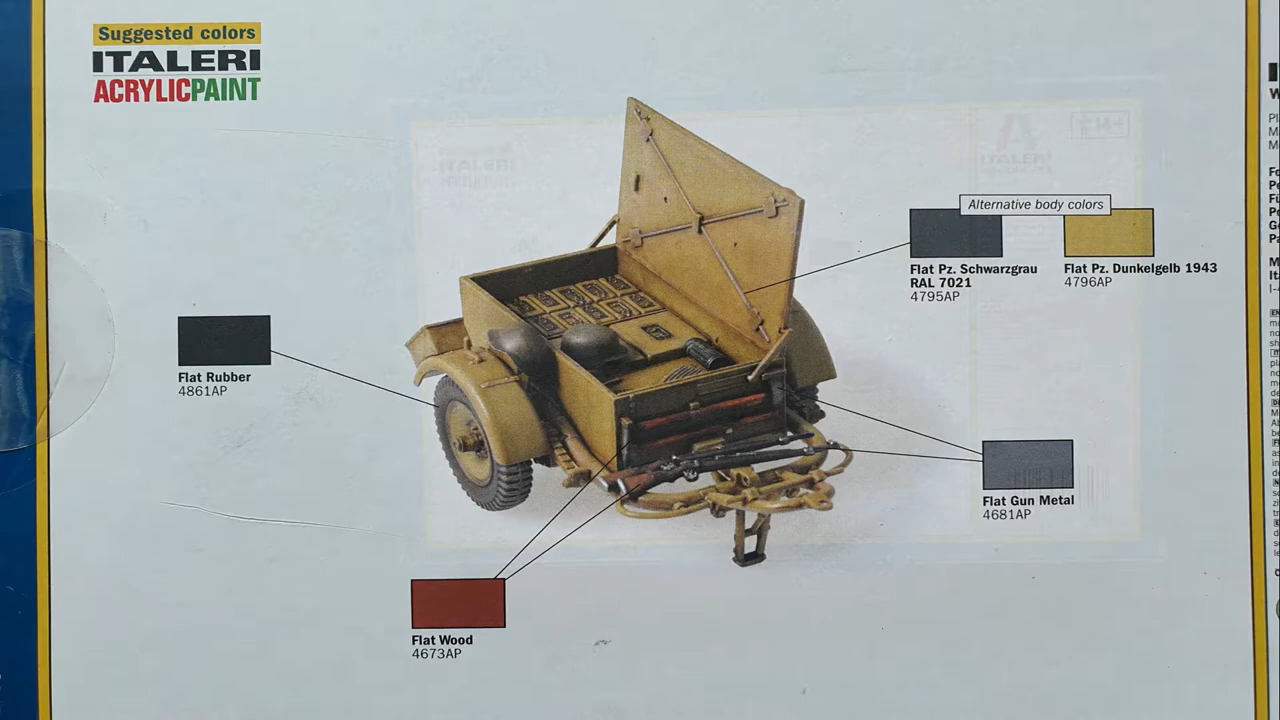 Suggested colors
ITALERI
ACRYLICPAINT
Alternative body colors
Flat Pz. Schwarzgrau
RAL 7021
4795AP
Flat Pz. Dunkelgelb 1943
4796AP
Flat Rubber
4861AP
Flat Gun Metal
4681AP
Flat Wood
4673AP